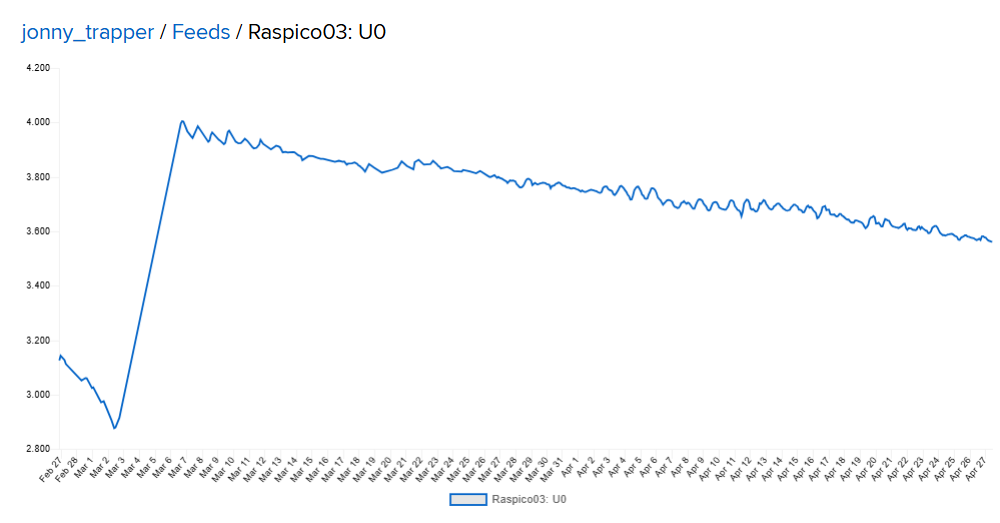 jonny_trapper / Feeds / Raspico03: U0
4.200
4.000
3.800
3.600
3.400
3.200
3.000
2.800
Feb 27 Feb 28 Mar 1 Mar 2 Mar 3 Mar 4 Mar 5 Mar 6 Mar 7 Mar 8 Mar 9 Mar 10 Mar 11 Mar 12 Mar 13 Mar 14 Mar 15 Mar 16 Mar 17 Mar 18 Mar 19 Mar 20 Mar 21 Mar 22 Mar 23 Mar 24 Mar 25 Mar 26 Mar 27 Mar 28 Mar 29 Mar 30 Mar 31 Apr 1 Apr 2 Apr 3 Apr 4 Apr 5 Apr 6 Apr 7 Apr 8 Apr 9 Apr 10 Apr 11 Apr 12 Apr 13 Apr 14 Apr 15 Apr 16 Apr 17 Apr 18 Apr 19 Apr 20 Apr 21 Apr 22 Apr 23 Apr 24 Apr 25 Apr 26 Apr 27
Raspico03: U0